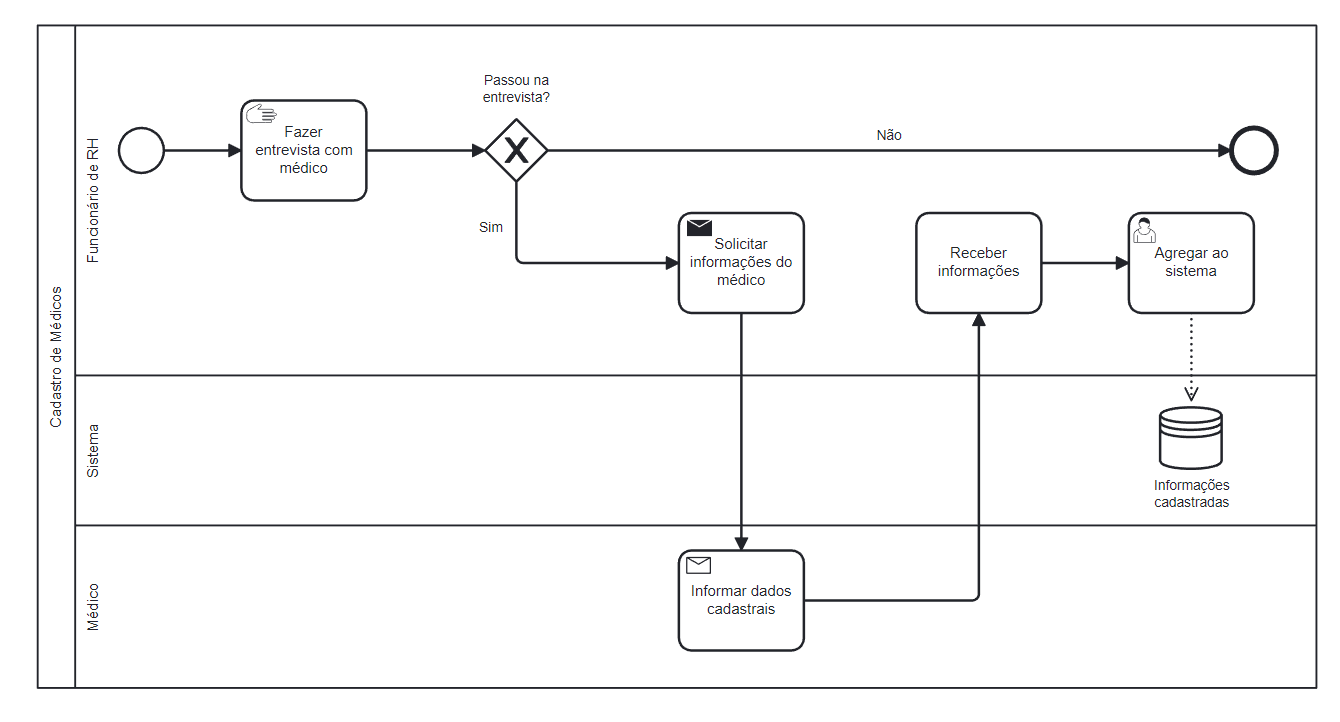 Cadastro de Médicos
Funcionário de RH
Fazer
entrevista com
médico
Passou na
entrevista?
Não
Sim
Solicitar
informações do
médico
Receber
informações
Agregar ao
sistema
Sistema
Informações
cadastradas
Médico
Informar dados
cadastrais